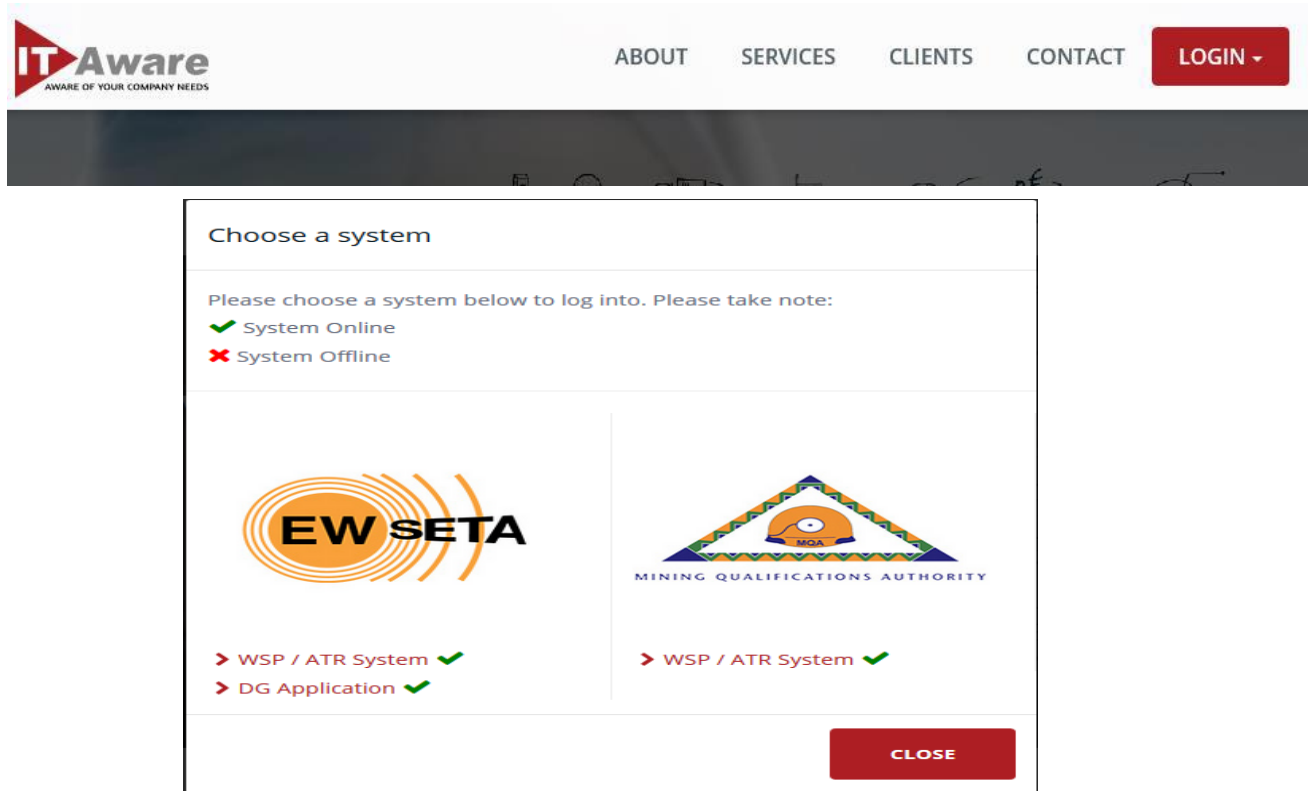 IT Aware
AWARE OF YOUR COMPANY NEEDS
ABOUT SERVICES CLIENTS CONTACT LOGIN
Choose a system
Please choose a system below to log into. Please take note:
System Online
System Offline
EW SETA
MQA
MINING QUALIFICATIONS AUTHORITY
WSP / ATR System
DG Application
WSP / ATR System
CLOSE